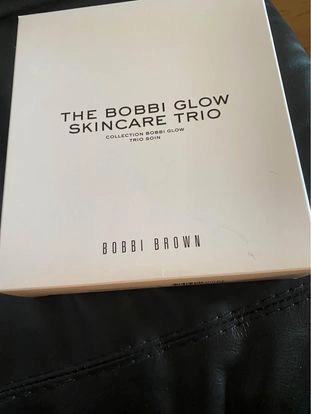 THE BOBBI GLOW
SKINCARE TRIO
COLLECTION BOBBI GLOW
TRIO SOIN
BOBBI BROWN